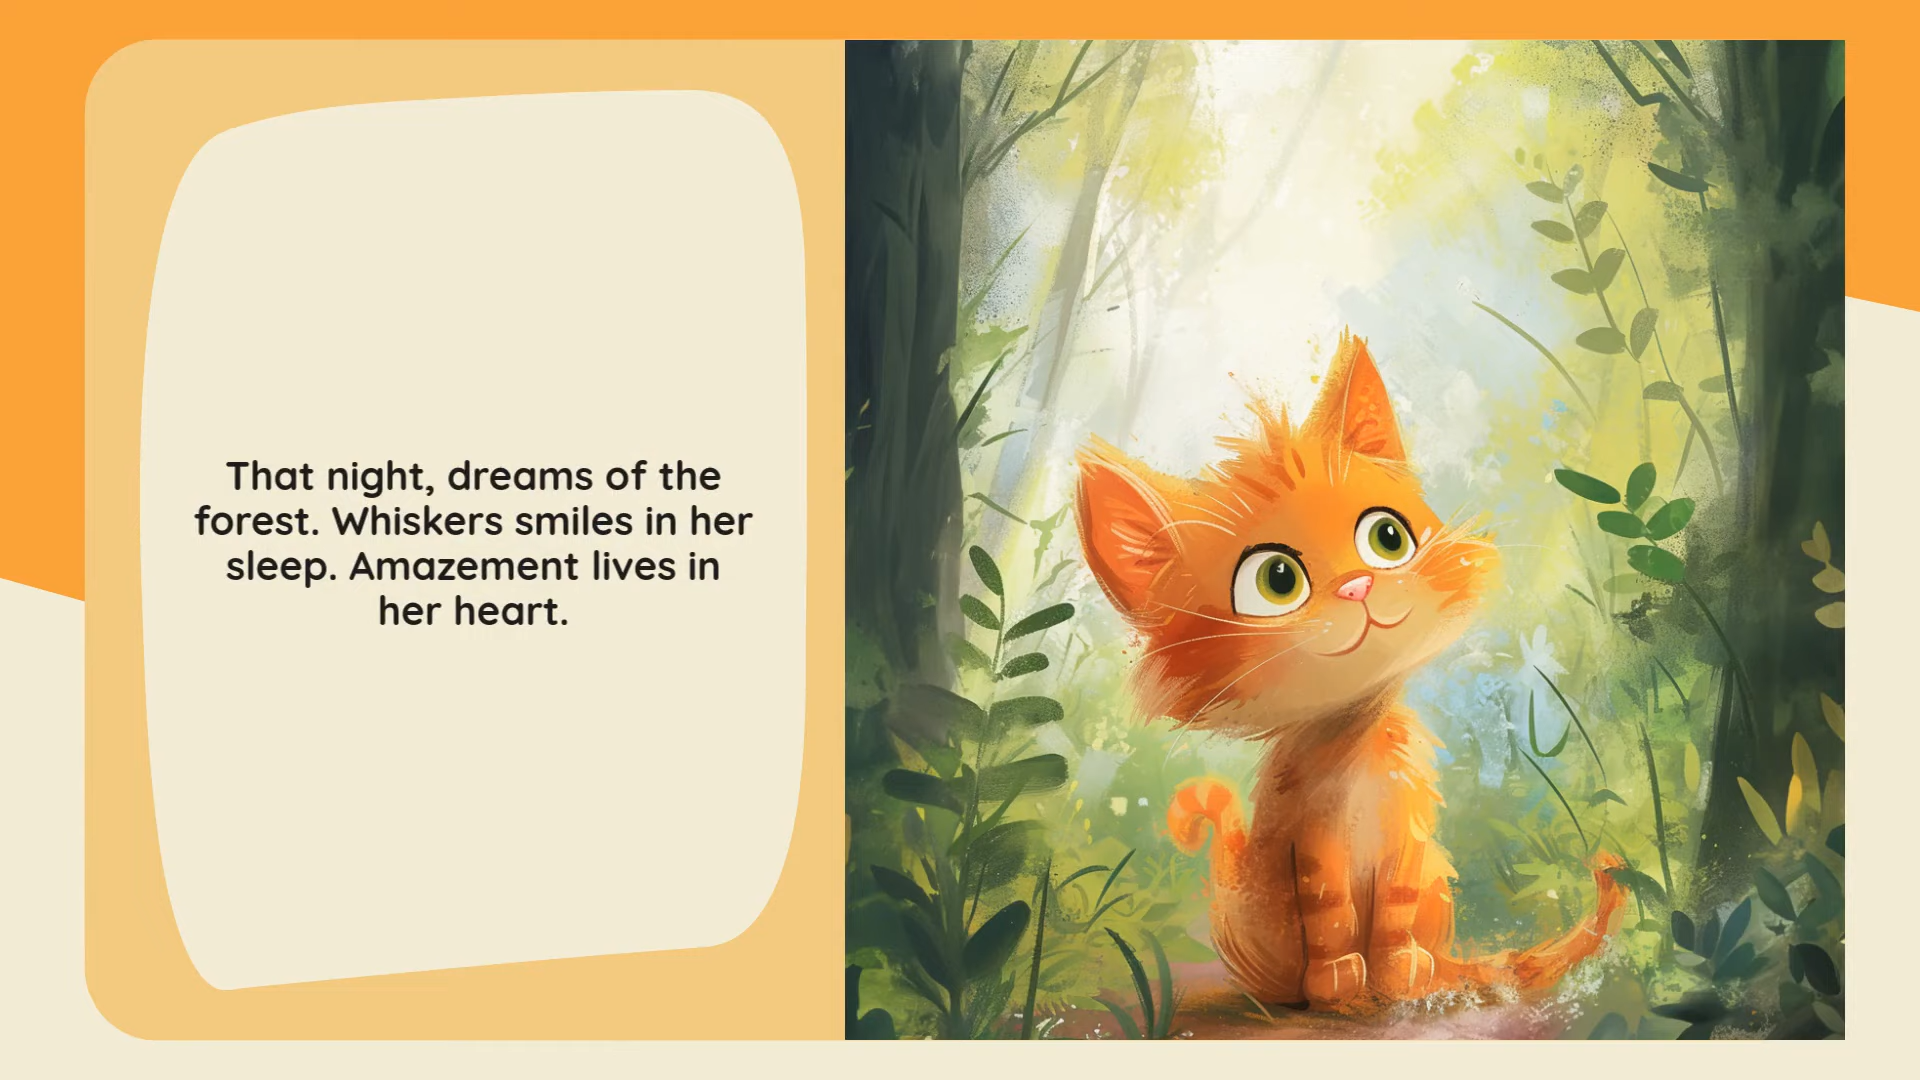 That night, dreams of the
forest. Whiskers smiles in her
sleep. Amazement lives in
her heart.